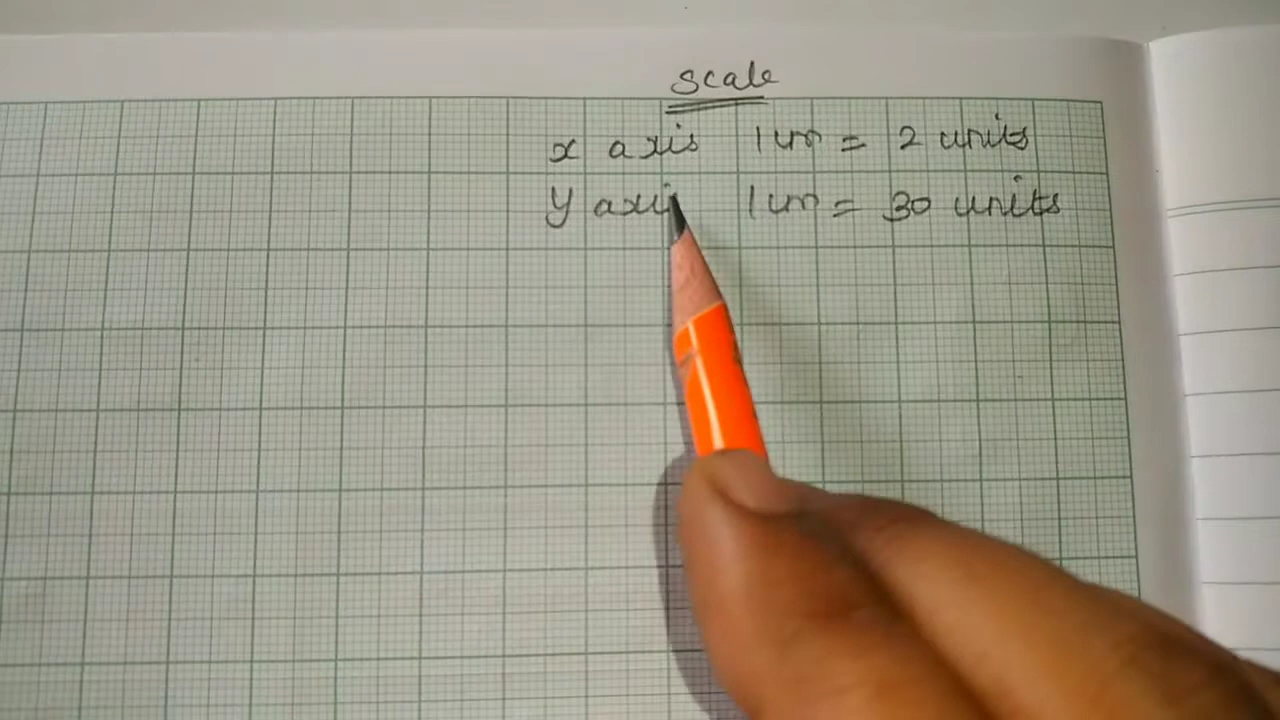 Scale
x axis 1 cm = 2 units
y axis 1 cm = 30 units